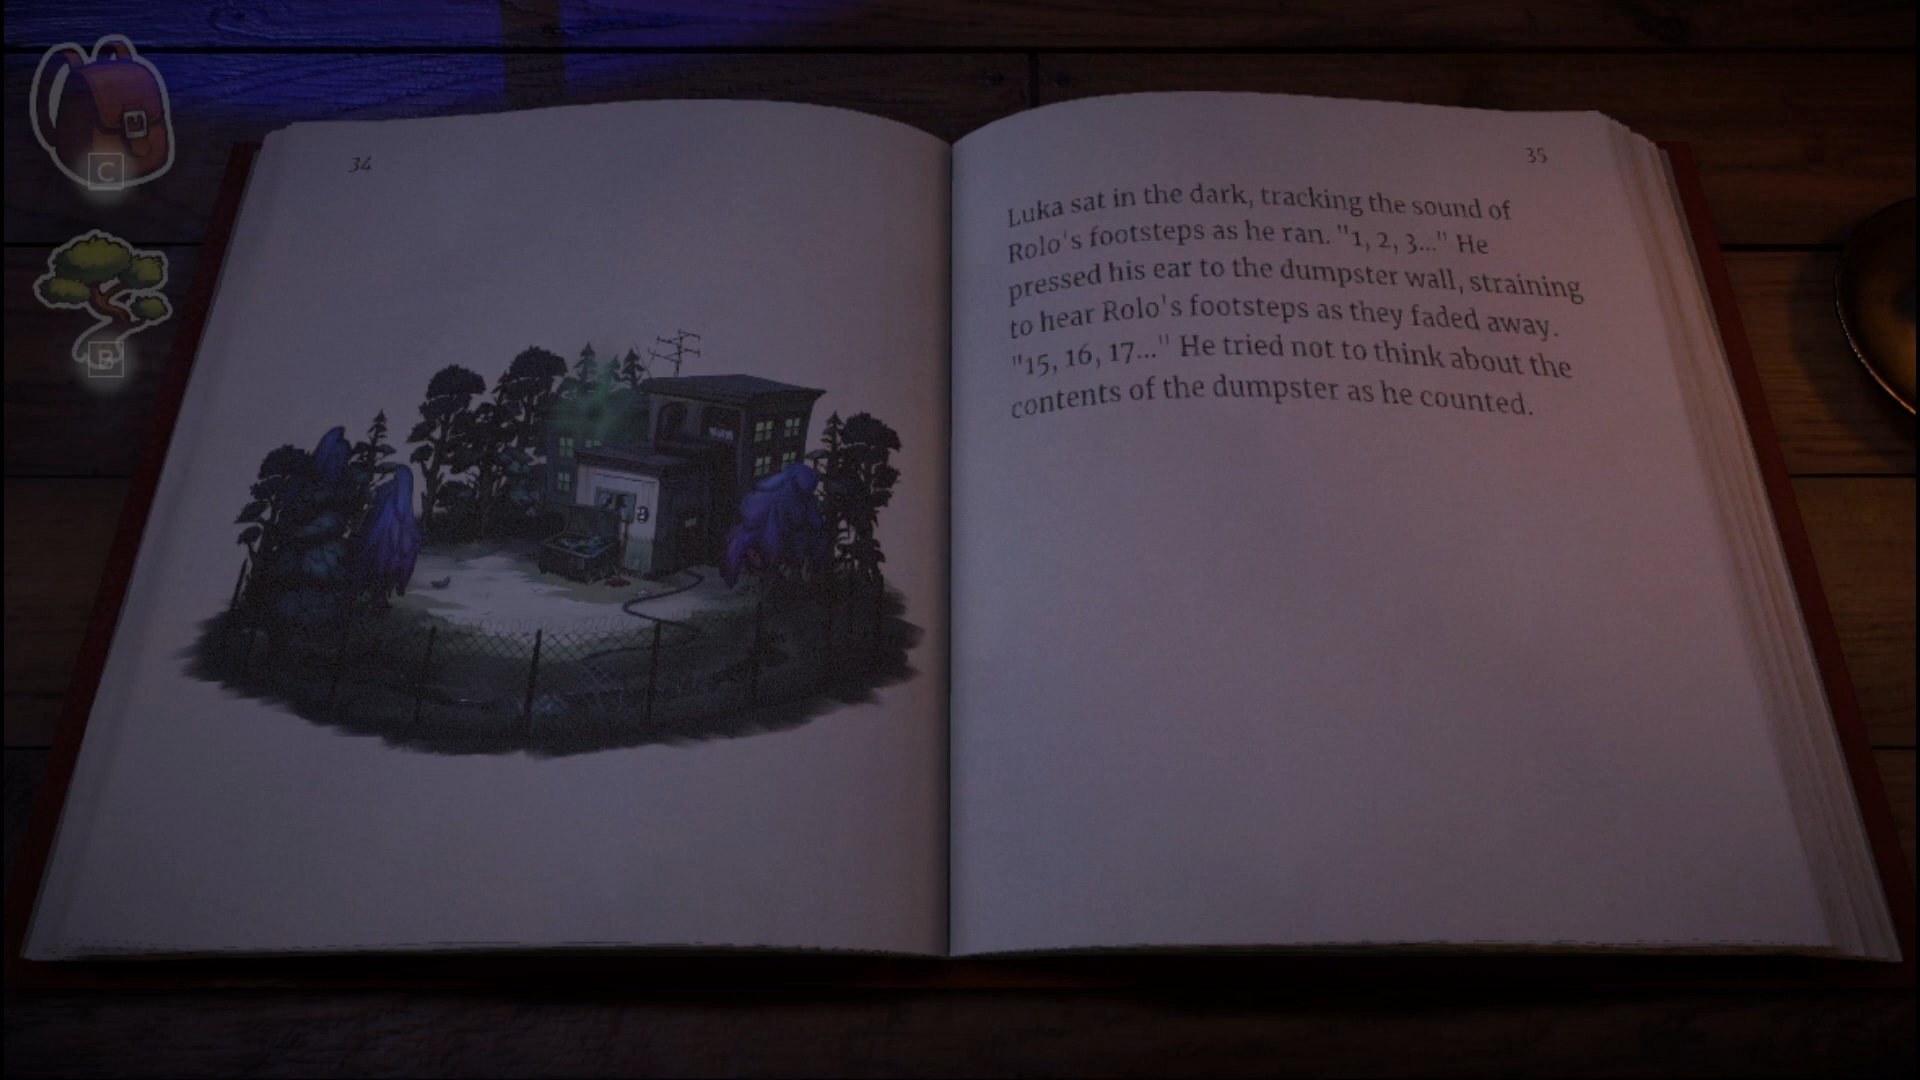 34
35
Luka sat in the dark, tracking the sound of
Rolo's footsteps as he ran. "1, 2, 3..." He
pressed his ear to the dumpster wall, straining
to hear Rolo's footsteps as they faded away.
"15, 16, 17..." He tried not to think about the
contents of the dumpster as he counted.
C
B